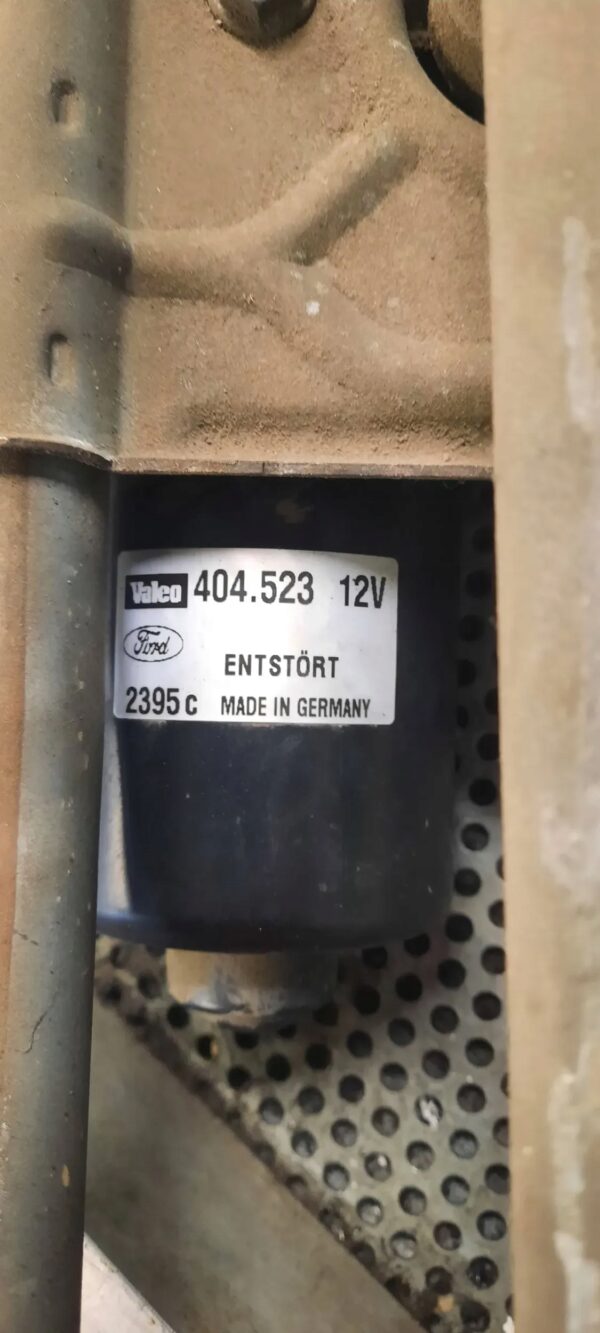 Valeo 404.523 12V
Ford
ENTSTÖRT
2395 C MADE IN GERMANY